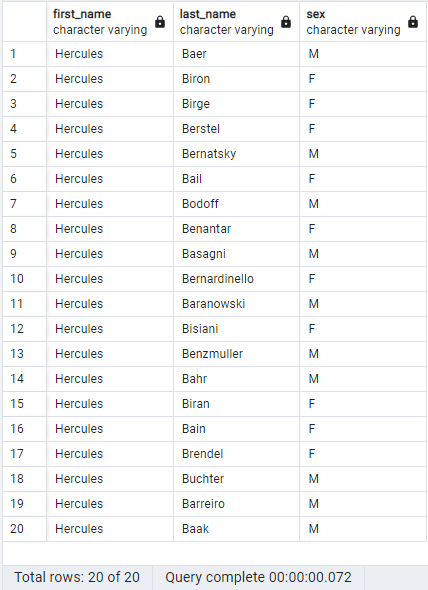 first_name last_name sex
character varying character varying character varying
1 Hercules Baer M
2 Hercules Biron F
3 Hercules Birge F
4 Hercules Berstel F
5 Hercules Bernatsky M
6 Hercules Bail F
7 Hercules Bodoff M
8 Hercules Benantar F
9 Hercules Basagni M
10 Hercules Bernardinello F
11 Hercules Baranowski M
12 Hercules Bisiani F
13 Hercules Benzmuller M
14 Hercules Bahr M
15 Hercules Biran F
16 Hercules Bain F
17 Hercules Brendel F
18 Hercules Buchter M
19 Hercules Barreiro M
20 Hercules Baak M
Total rows: 20 of 20 Query complete 00:00:00.072